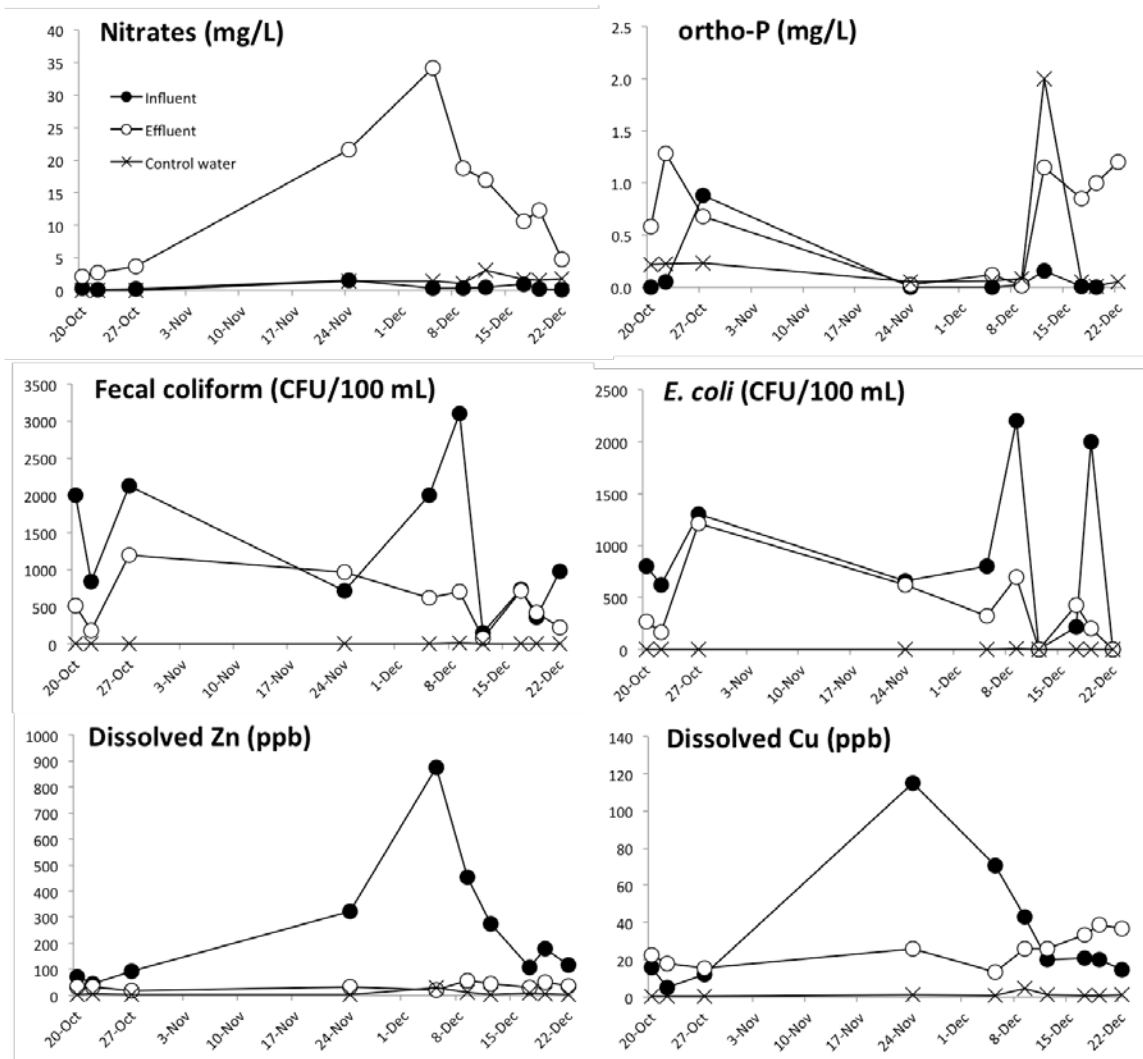 Nitrates (mg/L)
40
35
30
25
20
15
10
5
0
Influent
Effluent
Control water
20-Oct
27-Oct
3-Nov
10-Nov
17-Nov
24-Nov
1-Dec
8-Dec
15-Dec
22-Dec
ortho-P (mg/L)
2.5
2.0
1.5
1.0
0.5
0.0
20-Oct
27-Oct
3-Nov
10-Nov
17-Nov
24-Nov
1-Dec
8-Dec
15-Dec
22-Dec
Fecal coliform (CFU/100 mL)
3500
3000
2500
2000
1500
1000
500
0
20-Oct
27-Oct
3-Nov
10-Nov
17-Nov
24-Nov
1-Dec
8-Dec
15-Dec
22-Dec
E. coli (CFU/100 mL)
2500
2000
1500
1000
500
0
20-Oct
27-Oct
3-Nov
10-Nov
17-Nov
24-Nov
1-Dec
8-Dec
15-Dec
22-Dec
Dissolved Zn (ppb)
1000
900
800
700
600
500
400
300
200
100
0
20-Oct
27-Oct
3-Nov
10-Nov
17-Nov
24-Nov
1-Dec
8-Dec
15-Dec
22-Dec
Dissolved Cu (ppb)
140
120
100
80
60
40
20
0
20-Oct
27-Oct
3-Nov
10-Nov
17-Nov
24-Nov
1-Dec
8-Dec
15-Dec
22-Dec